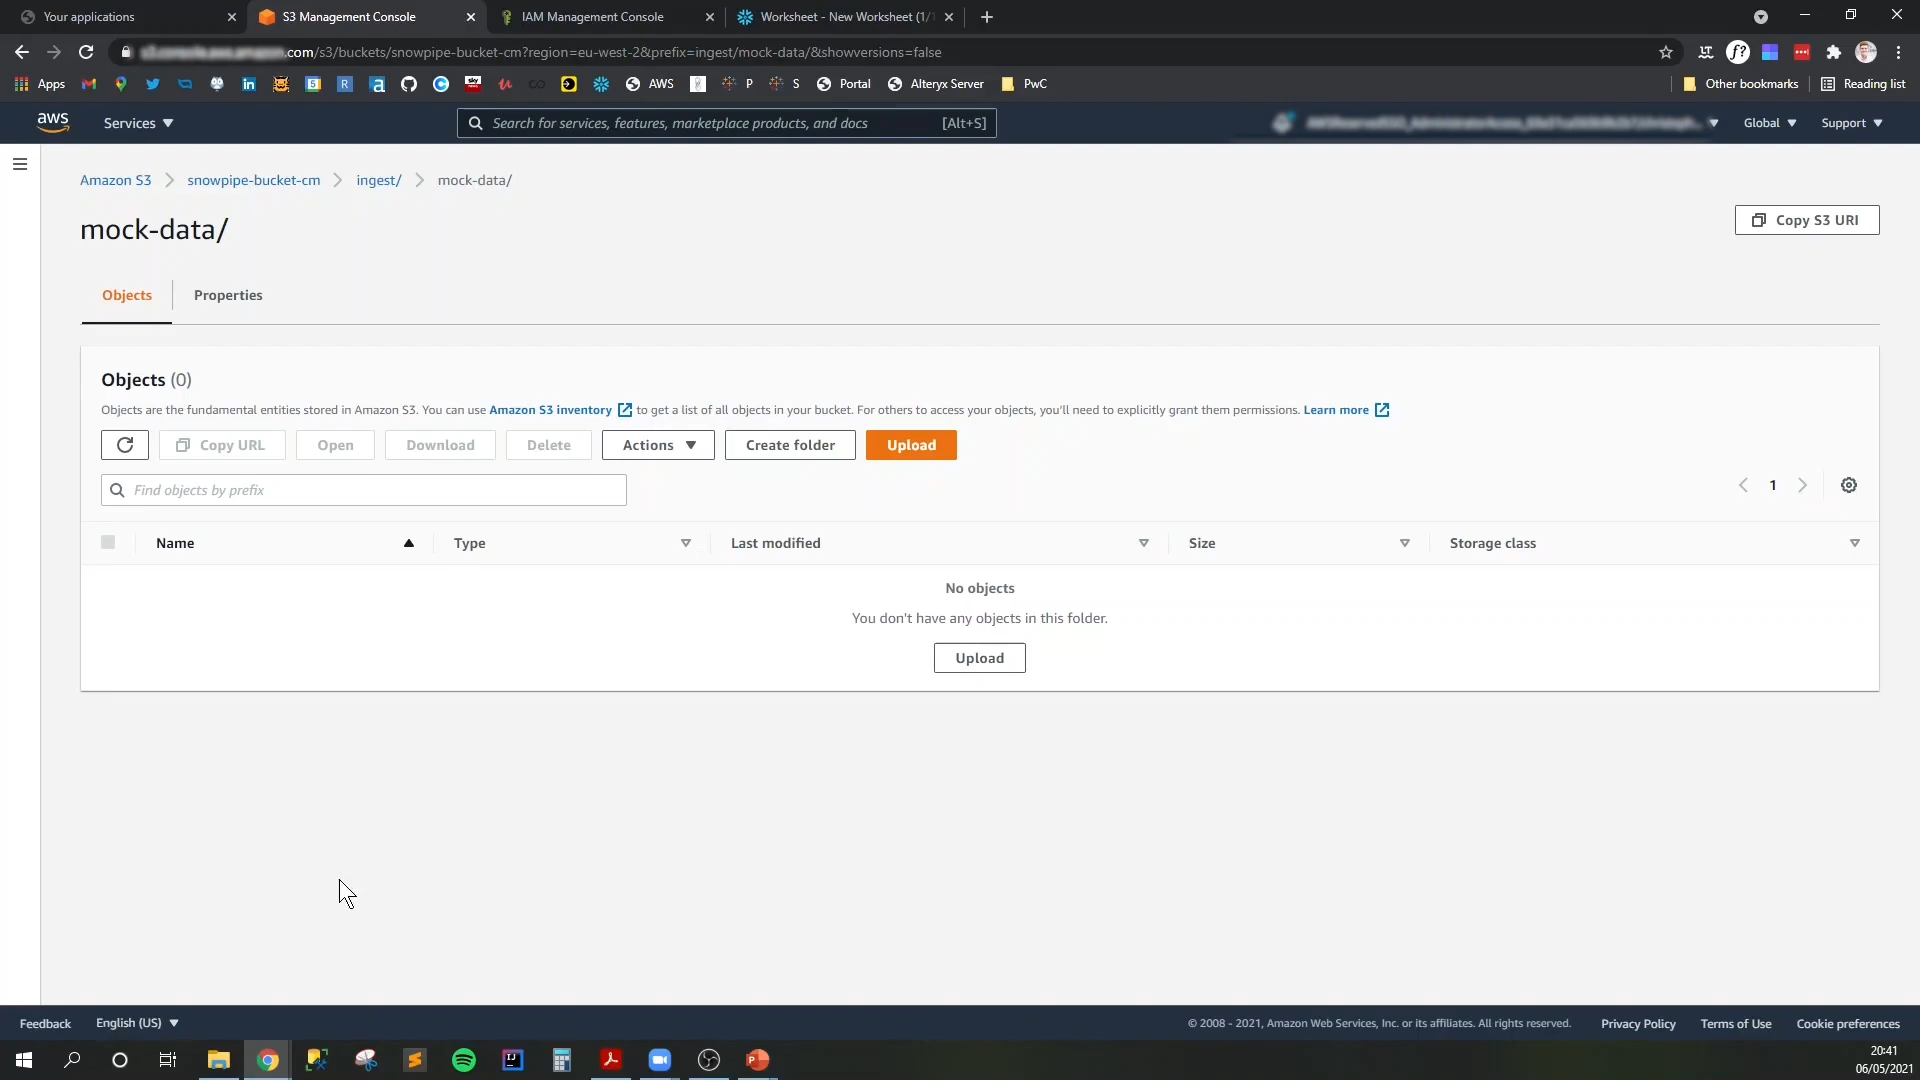 Your applications
S3 Management Console
IAM Management Console
Worksheet - New Worksheet (1/
.com/s3/buckets/snowpipe-bucket-cm?region=eu-west-2&prefix=ingest/mock-data/&showversions=false
Apps
AWS
P
S
Portal
Alteryx Server
PwC
Other bookmarks
Reading list
aws
Services
Search for services, features, marketplace products, and docs
[Alt+S]
Global
Support
Amazon S3
snowpipe-bucket-cm
ingest/
mock-data/
mock-data/
Copy S3 URI
Objects
Properties
Objects (0)
Objects are the fundamental entities stored in Amazon S3. You can use Amazon S3 inventory to get a list of all objects in your bucket. For others to access your objects, you'll need to explicitly grant them permissions. Learn more
Copy URL
Open
Download
Delete
Actions
Create folder
Upload
Find objects by prefix
1
Name
Type
Last modified
Size
Storage class
No objects
You don't have any objects in this folder.
Upload
Feedback
English (US)
© 2008 - 2021, Amazon Web Services, Inc. or its affiliates. All rights reserved.
Privacy Policy
Terms of Use
Cookie preferences
20:41
06/05/2021